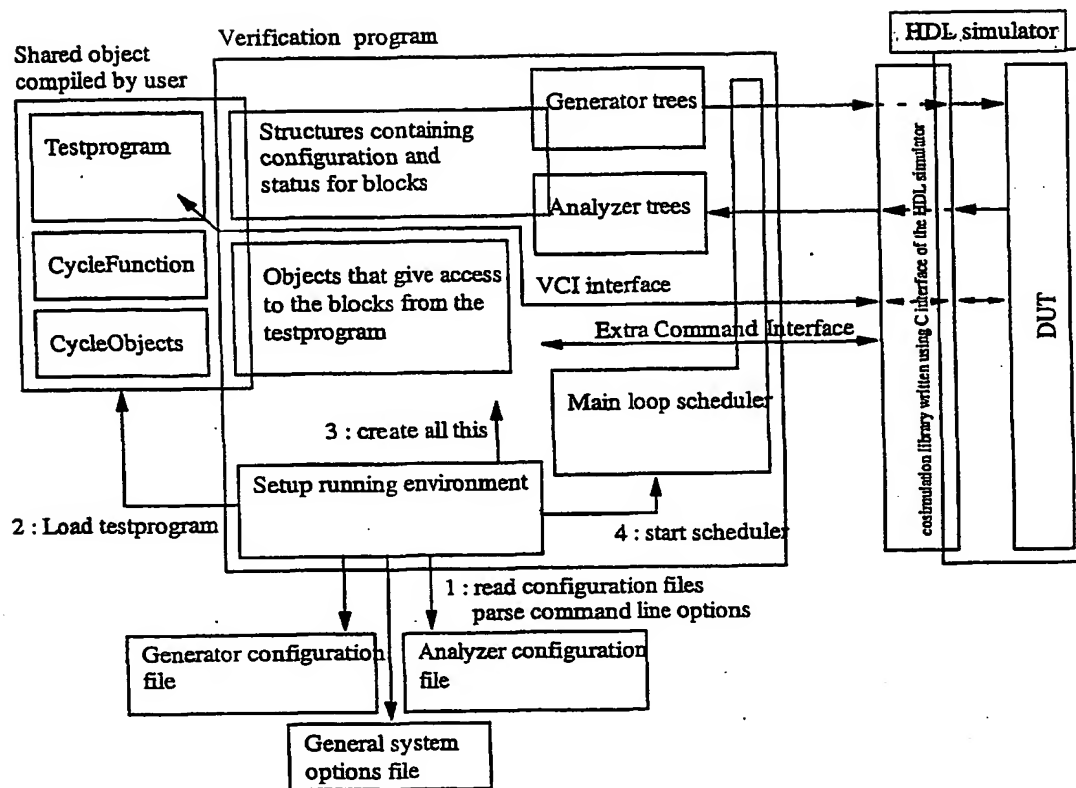 HDL simulator
Verification program
Shared object
compiled by user
Testprogram
CycleFunction
CycleObjects
Structures containing
configuration and
status for blocks
Generator trees
Analyzer trees
Objects that give access
to the blocks from the
testprogram
VCI interface
Extra Command Interface
Main loop scheduler
cosimulation library written using C interface of the HDL simulator
DUT
3 : create all this
Setup running environment
2 : Load testprogram
4 : start scheduler
1 : read configuration files
parse command line options
Generator configuration
file
Analyzer configuration
file
General system
options file